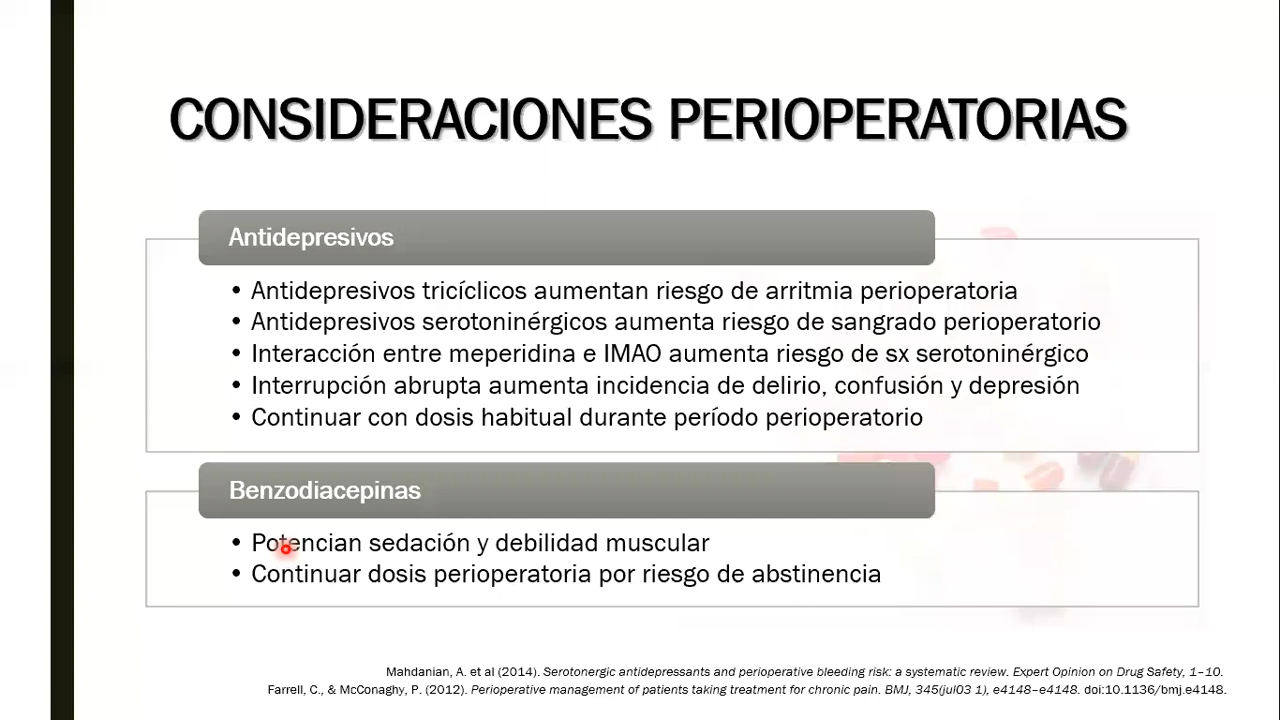 CONSIDERACIONES PERIOPERATORIAS
Antidepresivos
• Antidepresivos tricíclicos aumentan riesgo de arritmia perioperatoria
• Antidepresivos serotoninérgicos aumenta riesgo de sangrado perioperatorio
• Interacción entre meperidina e IMAO aumenta riesgo de sx serotoninérgico
• Interrupción abrupta aumenta incidencia de delirio, confusión y depresión
• Continuar con dosis habitual durante período perioperatorio
Benzodiacepinas
• Potencian sedación y debilidad muscular
• Continuar dosis perioperatoria por riesgo de abstinencia
Mahdanian, A. et al (2014). Serotonergic antidepressants and perioperative bleeding risk: a systematic review. Expert Opinion on Drug Safety, 1–10.
Farrell, C., & McConaghy, P. (2012). Perioperative management of patients taking treatment for chronic pain. BMJ, 345(jul03 1), e4148–e4148. doi:10.1136/bmj.e4148.